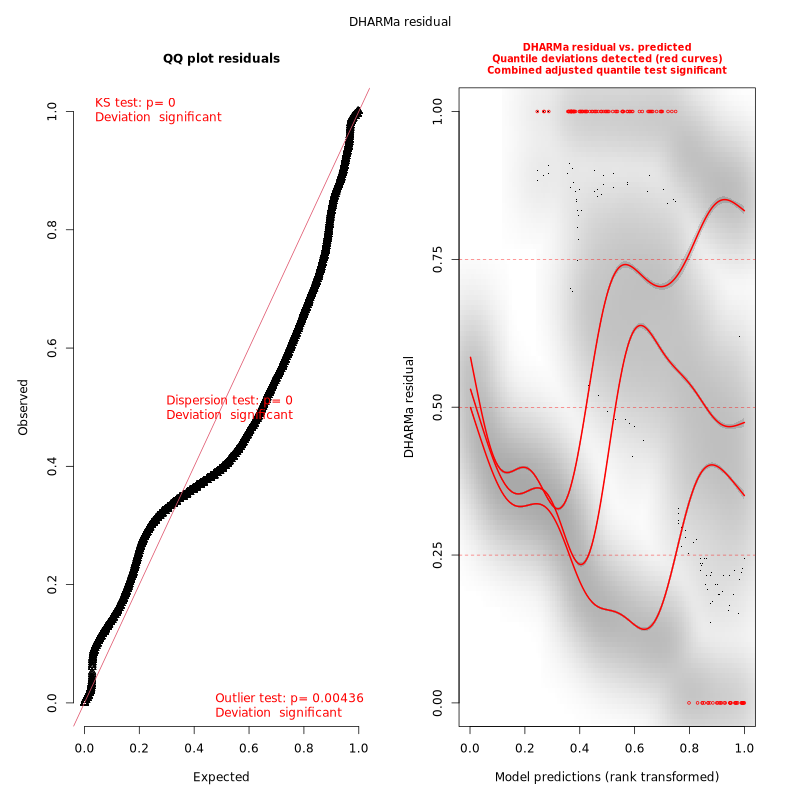 DHARMa residual
QQ plot residuals
KS test: p= 0
Deviation  significant
Dispersion test: p= 0
Deviation  significant
Outlier test: p= 0.00436
Deviation  significant
Observed
0.0
0.2
0.4
0.6
0.8
1.0
0.0
0.2
0.4
0.6
0.8
1.0
Expected
DHARMa residual vs. predicted
Quantile deviations detected (red curves)
Combined adjusted quantile test significant
DHARMa residual
0.00
0.25
0.50
0.75
1.00
0.0
0.2
0.4
0.6
0.8
1.0
Model predictions (rank transformed)